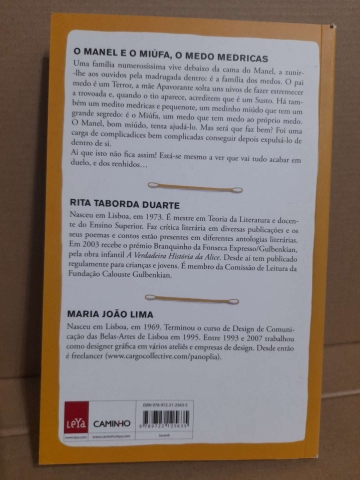 O MANEL E O MIÚFA, O MEDO MEDRICAS
Uma família numerosíssima vive debaixo da cama do Manel, a zunir-
-lhe aos ouvidos pela madrugada dentro: é a família dos medos. O pai
medo é um Terror, a mãe Apavorante solta uns uivos de fazer estremecer
a trovoada e, quando o tio aparece, acreditem que é um Susto. Há tam-
bém um medito medricas e pequenote, um medinho miúdo que tem um
grande segredo: é o Miúfa, um medo que tem medo ao próprio medo.
O Manel, bom miúdo, tenta ajudá-lo. Mas será que faz bem? Foi uma
carga de complicadices bem complicadas conseguir depois expulsá-lo de
dentro de si.
Ai que isto não fica assim! Está-se mesmo a ver que vai tudo acabar em
duelo, e dos renhidos...
RITA TABORDA DUARTE
Nasceu em Lisboa, em 1973. É mestre em Teoria da Literatura e docen-
te do Ensino Superior. Faz crítica literária em diversas publicações e os
seus poemas e contos estão presentes em diferentes antologias literárias.
Em 2003 recebe o prémio Branquinho da Fonseca Expresso/Gulbenkian,
pela obra infantil A Verdadeira História da Alice. Desde aí tem publicado
regularmente para crianças e jovens. É membro da Comissão de Leitura da
Fundação Calouste Gulbenkian.
MARIA JOÃO LIMA
Nasceu em Lisboa, em 1969. Terminou o curso de Design de Comuni-
cação das Belas-Artes de Lisboa em 1995. Entre 1993 e 2007 trabalhou
como designer gráfica em vários ateliês e empresas de design. Desde então
é freelancer (www.cargocollective.com/panoplia).
LEYA
CAMINHO